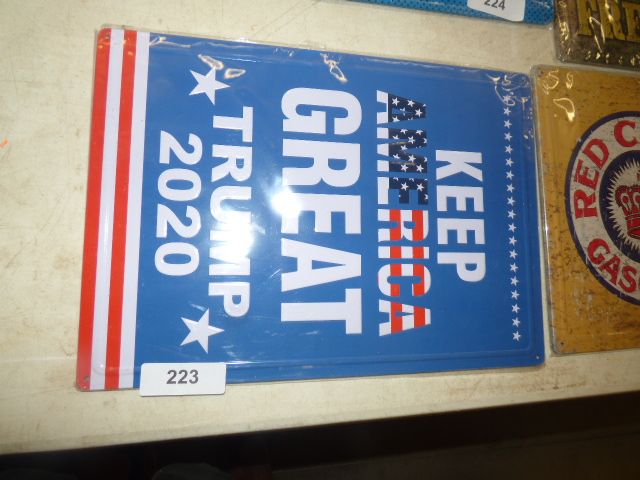 KEEP
AMERICA
GREAT
TRUMP
2020
223
224
RED C
GAS